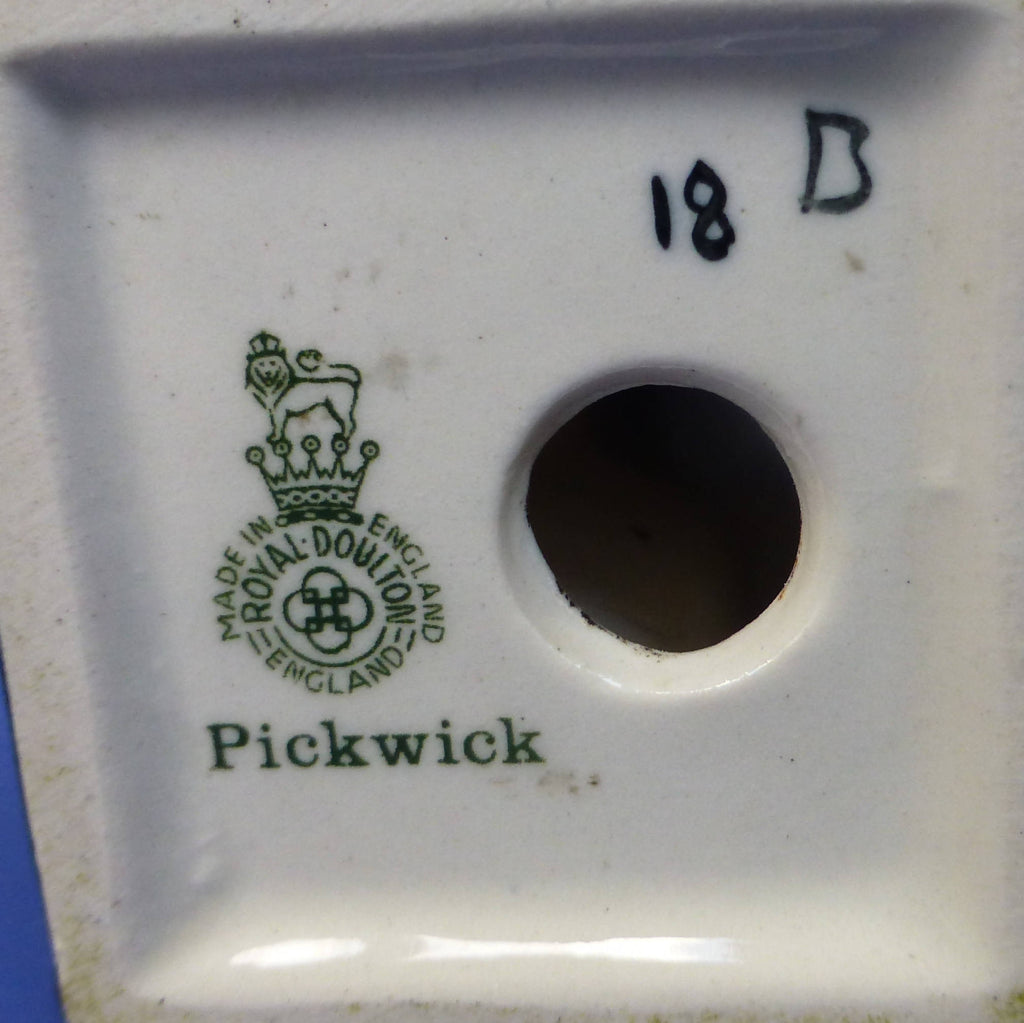 18 B
MADE IN ENGLAND
ROYAL·DOULTON
ENGLAND
Pickwick